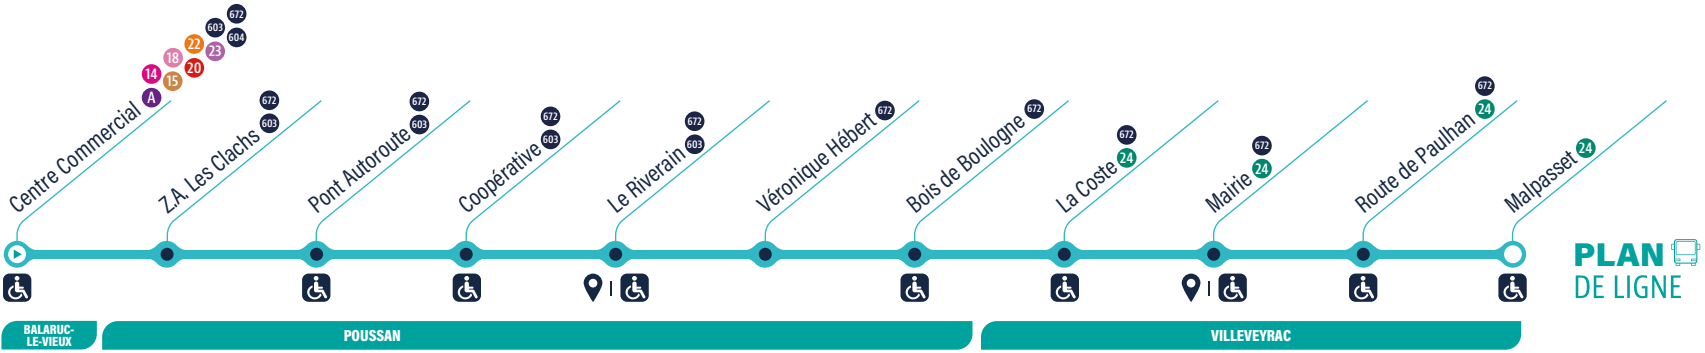 Centre Commercial
A
14
15
18
20
22
23
603
604
672
Z.A. Les Clachs
603
672
Pont Autoroute
603
672
Coopérative
603
672
Le Riverain
603
672
Véronique Hébert
672
Bois de Boulogne
672
La Coste
24
672
Mairie
24
672
Route de Paulhan
24
672
Malpasset
24
PLAN
DE LIGNE
BALARUC-
LE-VIEUX
POUSSAN
VILLEVEYRAC